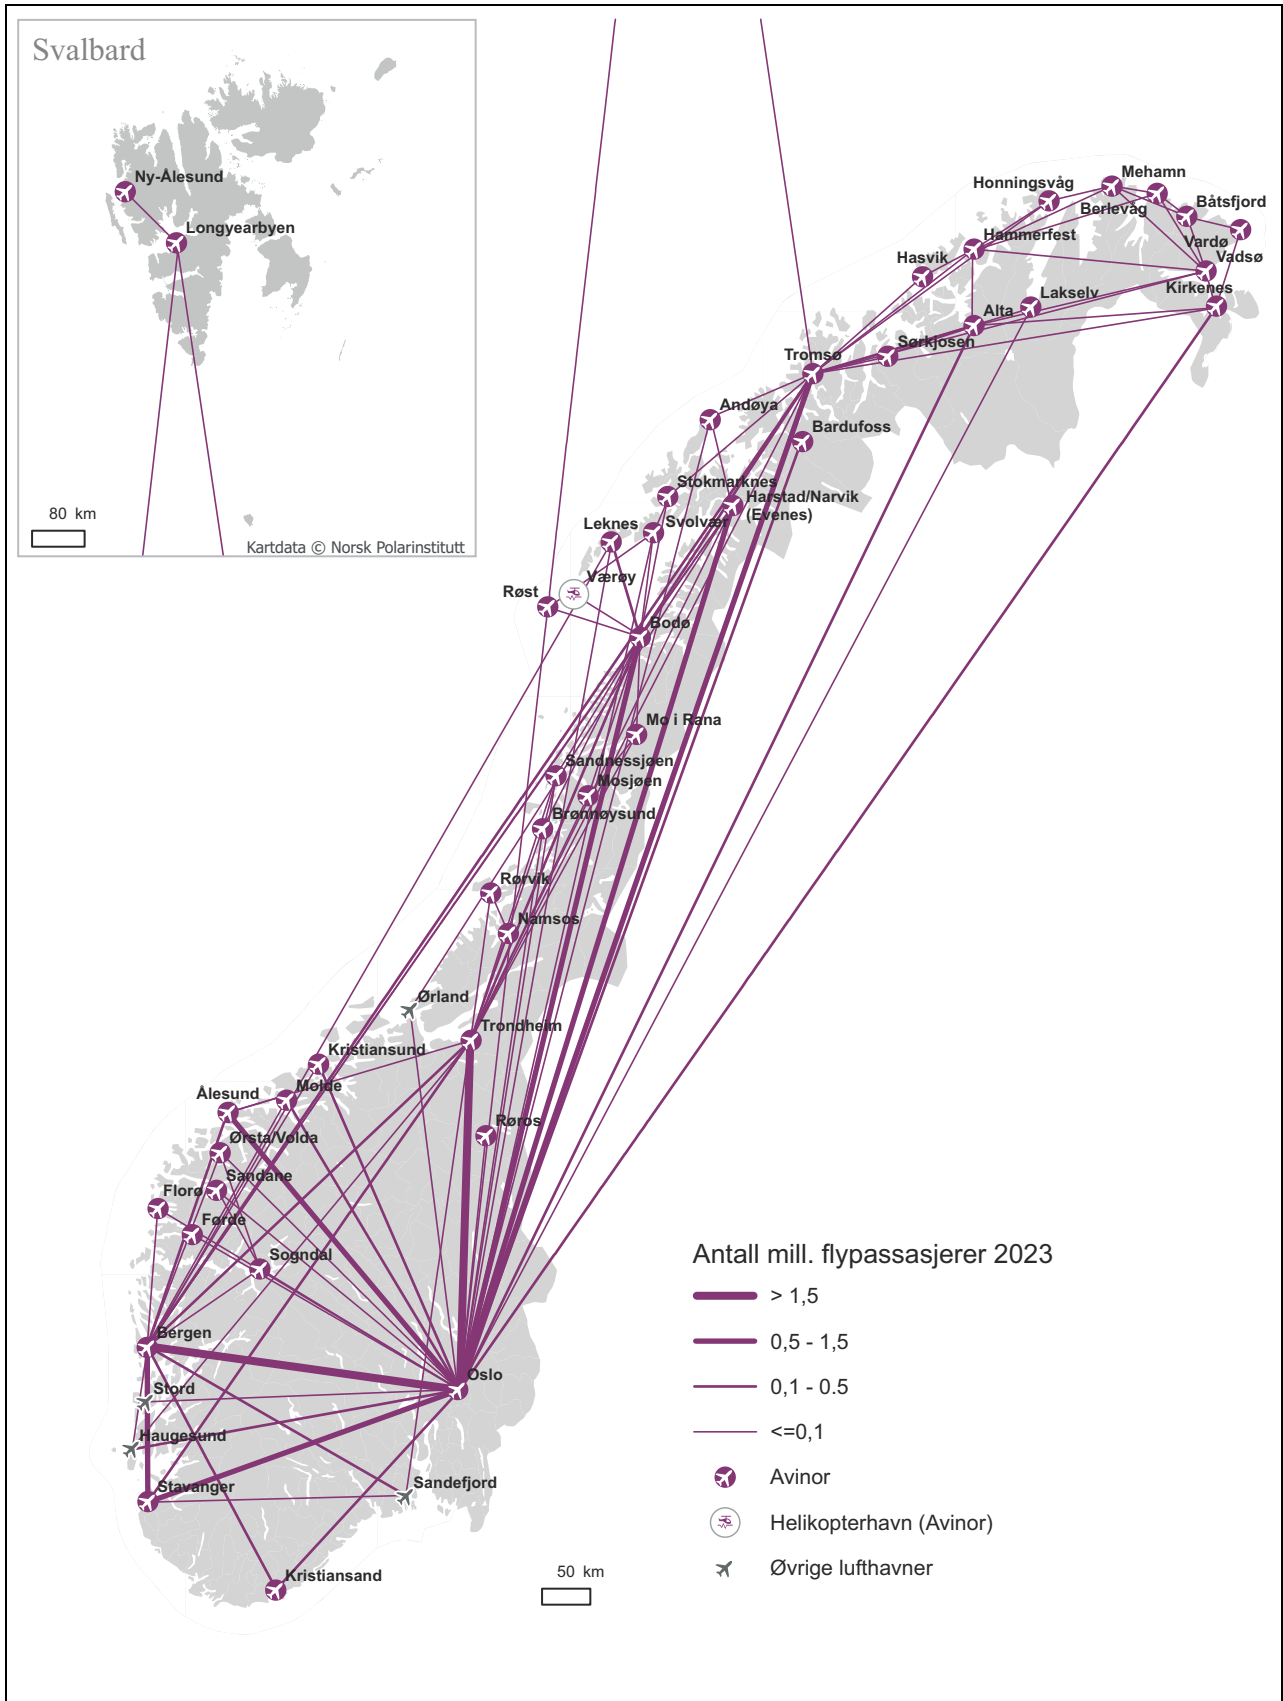 Svalbard
Ny-Ålesund
Longyearbyen
80 km
Kartdata © Norsk Polarinstitutt
Mehamn
Honningsvåg
Berlevåg
Båtsfjord
Hammerfest
Vardø
Hasvik
Vadsø
Lakselv
Kirkenes
Alta
Sørkjosen
Tromsø
Andøya
Bardufoss
Stokmarknes
Harstad/Narvik
(Evenes)
Leknes
Svolvær
Værøy
Røst
Bodø
Mo i Rana
Sandnessjøen
Mosjøen
Brønnøysund
Rørvik
Namsos
Ørland
Trondheim
Kristiansund
Molde
Ålesund
Røros
Ørsta/Volda
Sandane
Florø
Førde
Sogndal
Bergen
Oslo
Stord
Haugesund
Stavanger
Sandefjord
Kristiansand
50 km
Antall mill. flypassasjerer 2023
> 1,5
0,5 - 1,5
0,1 - 0.5
<=0,1
Avinor
Helikopterhavn (Avinor)
Øvrige lufthavner